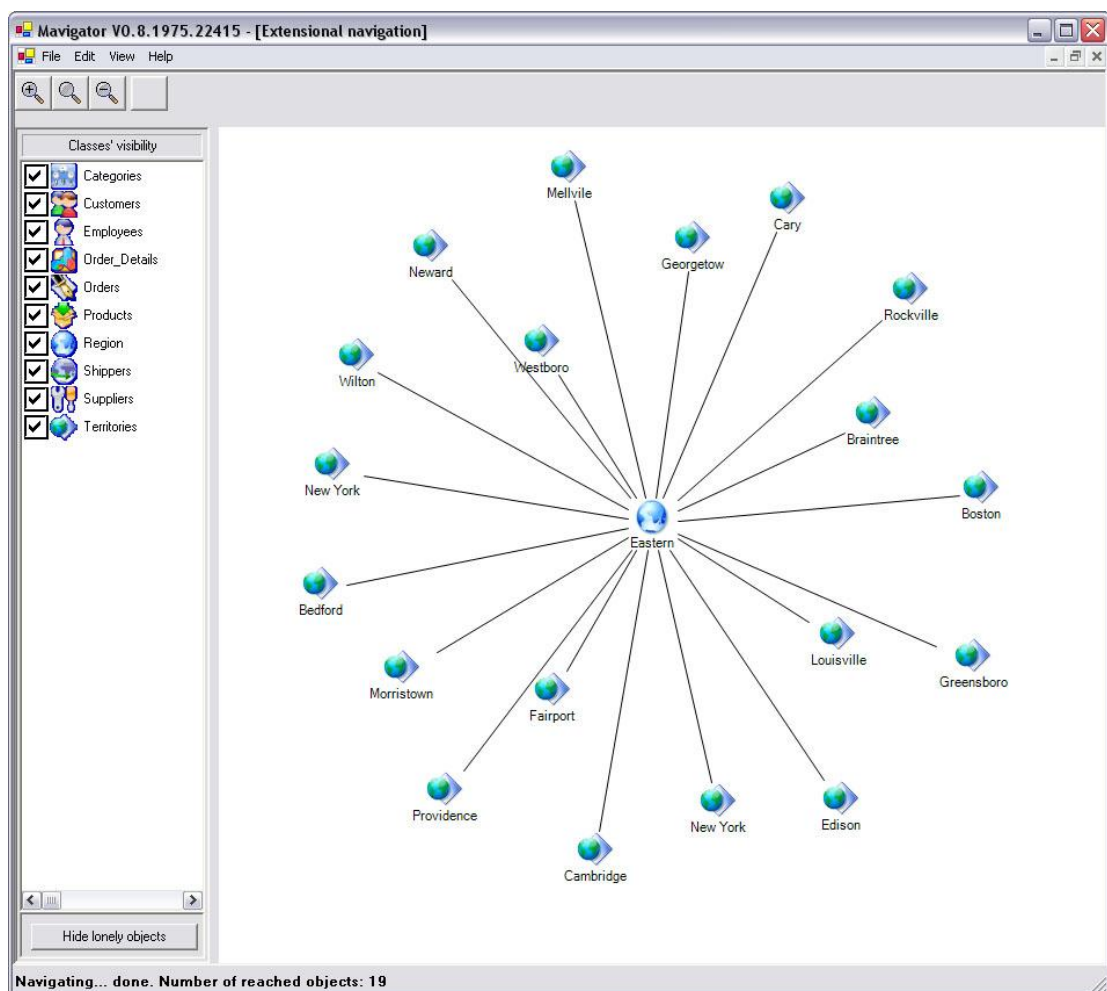 Mavigator V0.8.1975.22415 - [Extensional navigation]
File Edit View Help
Classes' visibility
Categories
Customers
Employees
Order_Details
Orders
Products
Region
Shippers
Suppliers
Territories
Hide lonely objects
Mellvile
Cary
Georgetow
Neward
Rockville
Westboro
Wilton
Braintree
New York
Boston
Eastern
Bedford
Louisville
Greensboro
Morristown
Fairport
Providence
New York
Edison
Cambridge
Navigating... done. Number of reached objects: 19